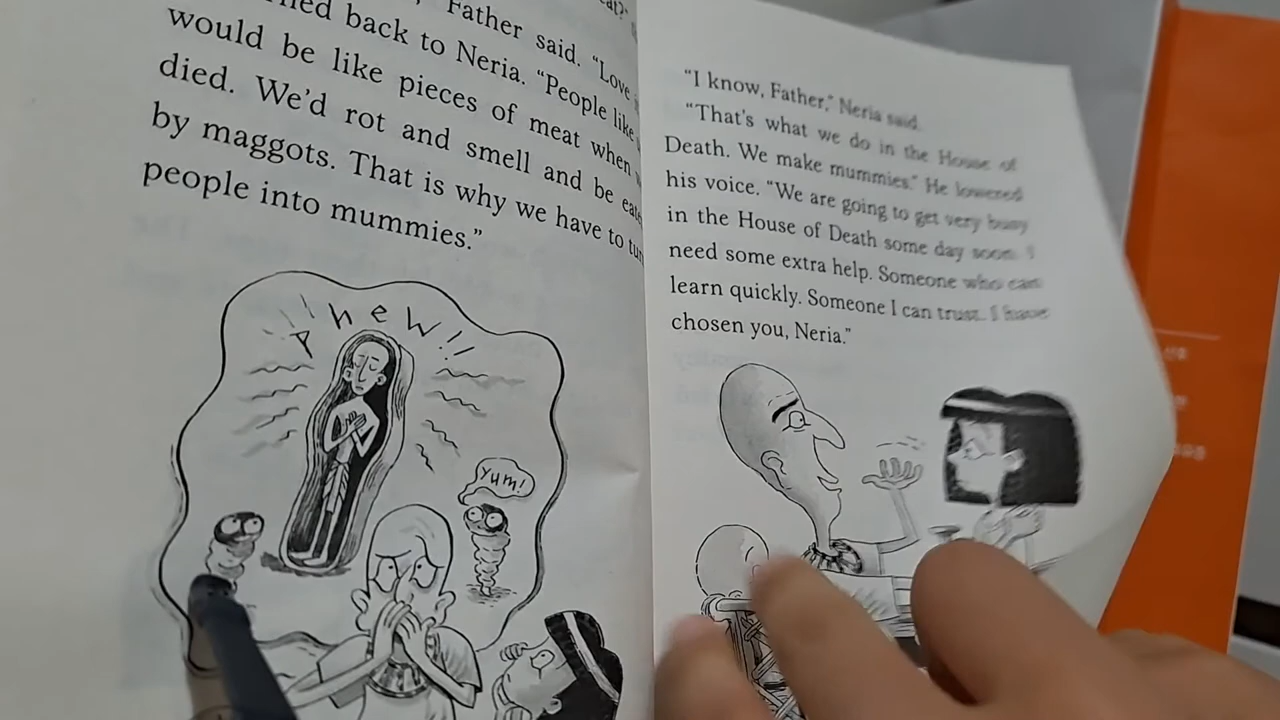 eat?"
Father said. "Love
back to Neria. "People like
would be like pieces of meat when
died. We'd rot and smell and be
by maggots. That is why we have to
people into mummies."
Phew!!
Yum!
"I know, Father," Neria said.
"That's what we do in the House of
Death. We make mummies." He lowered
his voice. "We are going to get very busy
in the House of Death some day soon. I
need some extra help. Someone who can
learn quickly. Someone I can trust. I have
chosen you, Neria."